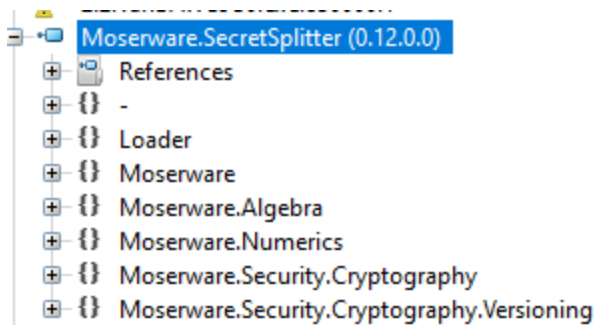 Moserware.SecretSplitter (0.12.0.0)
References
{} -
{} Loader
{} Moserware
{} Moserware.Algebra
{} Moserware.Numerics
{} Moserware.Security.Cryptography
{} Moserware.Security.Cryptography.Versioning